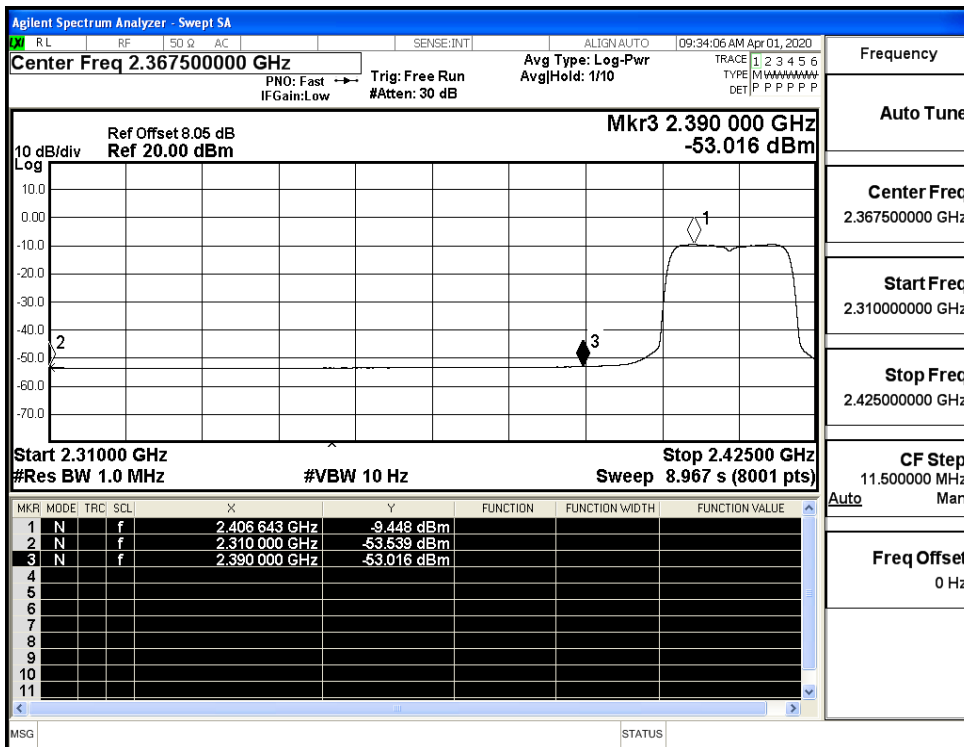 Agilent Spectrum Analyzer - Swept SA
LXI RL RF 50 Ω AC SENSE:INT ALIGNAUTO 09:34:06 AM Apr 01, 2020
Center Freq 2.367500000 GHz
PNO: Fast
IFGain:Low
Trig: Free Run
#Atten: 30 dB
Avg Type: Log-Pwr
Avg|Hold: 1/10
TRACE 1 2 3 4 5 6
TYPE M
DET P P P P P P
Ref Offset 8.05 dB
10 dB/div Ref 20.00 dBm
Log
Mkr3 2.390 000 GHz
-53.016 dBm
10.0
0.00
-10.0
-20.0
-30.0
-40.0
-50.0
-60.0
-70.0
1
2
3
Start 2.31000 GHz Stop 2.42500 GHz
#Res BW 1.0 MHz #VBW 10 Hz Sweep 8.967 s (8001 pts)
MKR MODE TRC SCL X Y FUNCTION FUNCTION WIDTH FUNCTION VALUE
1 N f 2.406 643 GHz -9.448 dBm
2 N f 2.310 000 GHz -53.539 dBm
3 N f 2.390 000 GHz -53.016 dBm
4
5
6
7
8
9
10
11
MSG STATUS
Frequency
Auto Tune
Center Freq
2.367500000 GHz
Start Freq
2.310000000 GHz
Stop Freq
2.425000000 GHz
CF Step
11.500000 MHz
Auto Man
Freq Offset
0 Hz